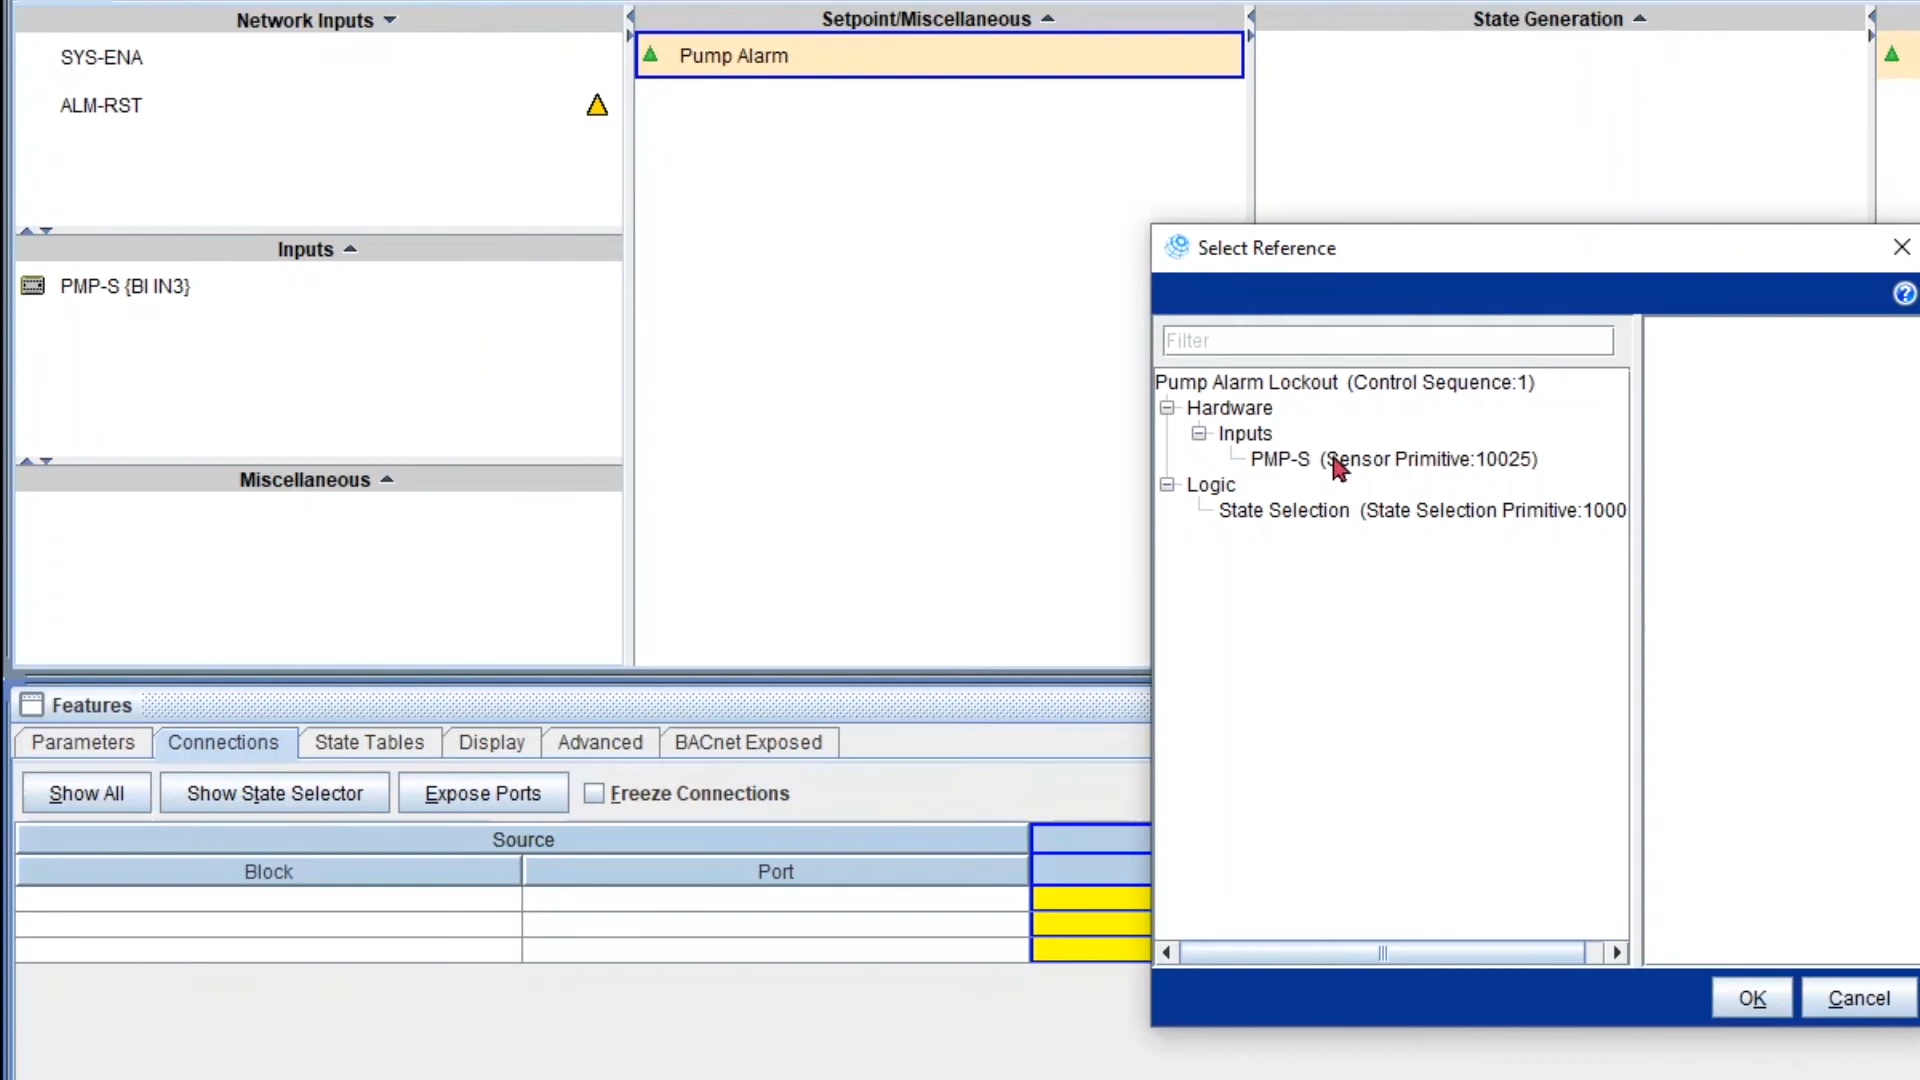 Network Inputs
SYS-ENA
ALM-RST
Inputs
PMP-S {BI IN3}
Miscellaneous
Setpoint/Miscellaneous
Pump Alarm
State Generation
Select Reference
Filter
Pump Alarm Lockout (Control Sequence:1)
Hardware
Inputs
PMP-S (Sensor Primitive:10025)
Logic
State Selection (State Selection Primitive:1000
OK
Cancel
Features
Parameters
Connections
State Tables
Display
Advanced
BACnet Exposed
Show All
Show State Selector
Expose Ports
Freeze Connections
Source
Block
Port